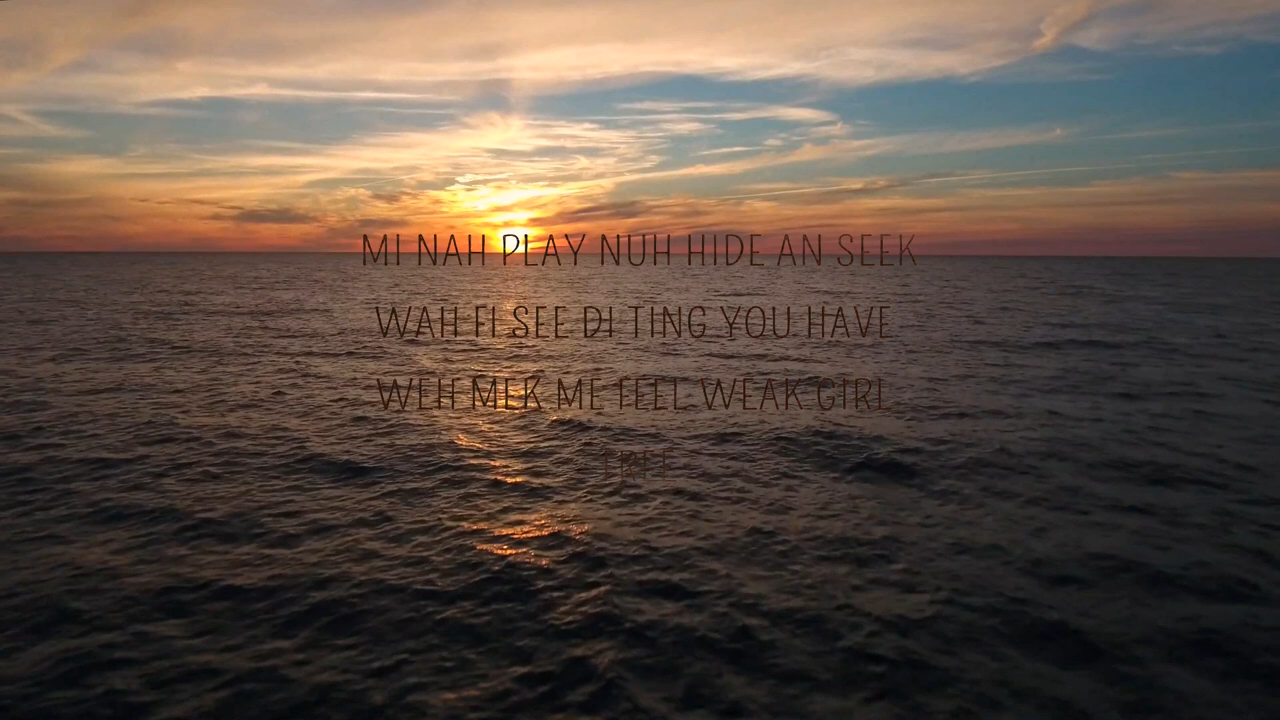 MI NAH PLAY NUH HIDE AN SEEK
WAH FI SEE DI TING YOU HAVE
WEH MEK ME FEEL WEAK GIRL